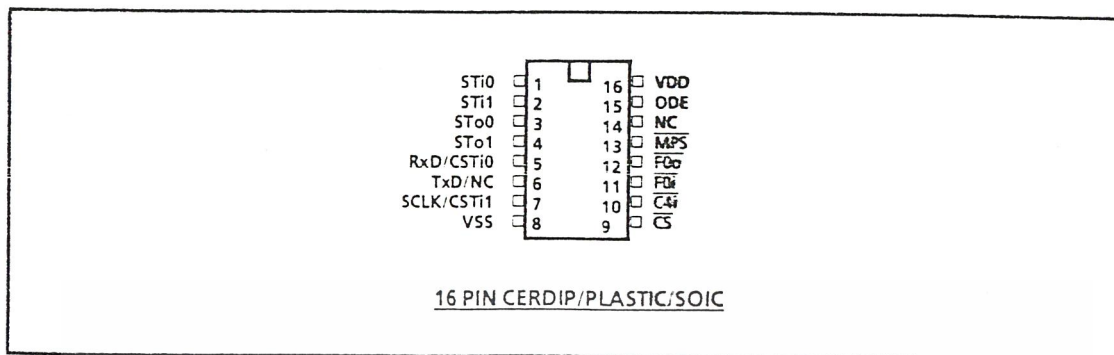 STi0 1 16 VDD
STi1 2 15 ODE
STo0 3 14 NC
STo1 4 13 MPS
RxD/CSTi0 5 12 F0o
TxD/NC 6 11 F0i
SCLK/CSTi1 7 10 C4i
VSS 8 9 CS
16 PIN CERDIP/PLASTIC/SOIC